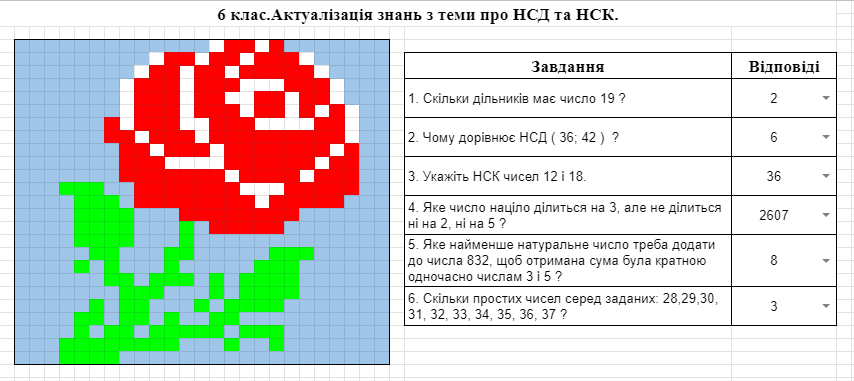 6 клас.Актуалізація знань з теми про НСД та НСК.
Завдання Відповіді
1. Скільки дільників має число 19 ? 2
2. Чому дорівнює НСД ( 36; 42 ) ? 6
3. Укажіть НСК чисел 12 і 18. 36
4. Яке число націло ділиться на 3, але не ділиться
ні на 2, ні на 5 ? 2607
5. Яке найменше натуральне число треба додати
до числа 832, щоб отримана сума була кратною
одночасно числам 3 і 5 ? 8
6. Скільки простих чисел серед заданих: 28,29,30,
31, 32, 33, 34, 35, 36, 37 ? 3